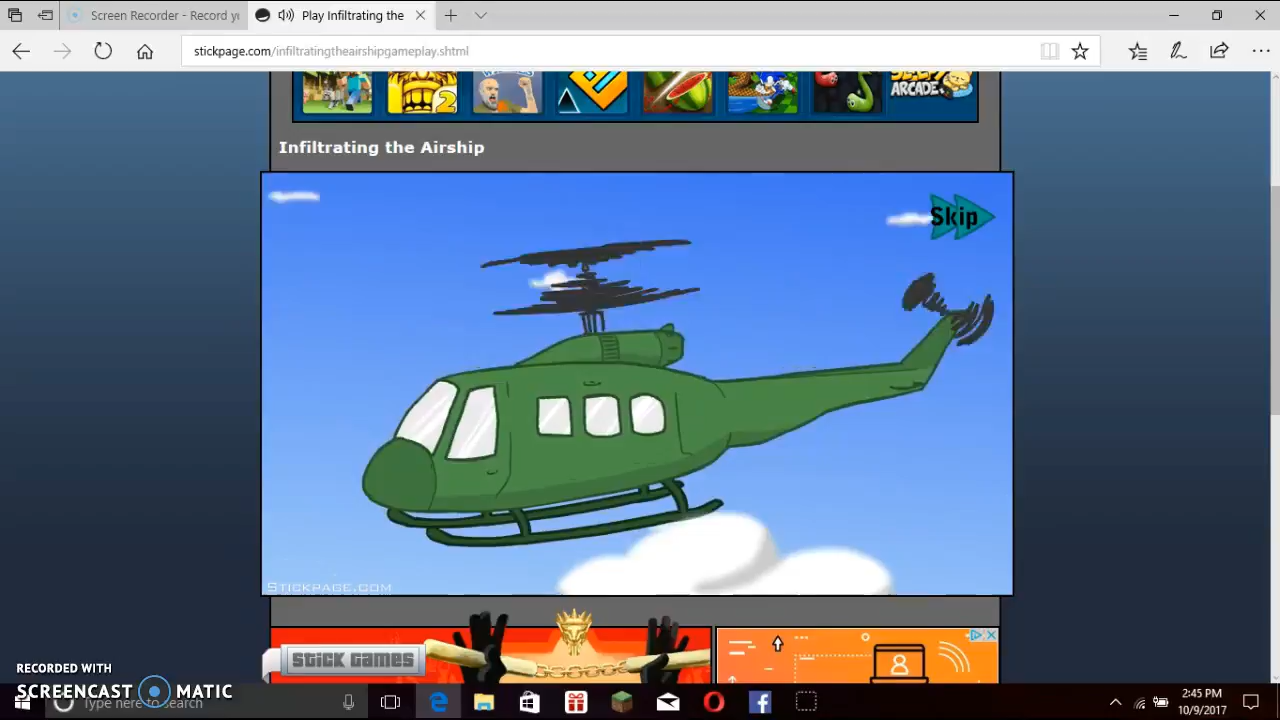 Screen Recorder - Record yo
Play Infiltrating the
stickpage.com/infiltratingtheairshipgameplay.shtml
2
ARCADE
Infiltrating the Airship
Skip
STICKPAGE.COM
STICK GAMES
RECORDED WITH
SCREENCAST MATIC
Type here to search
2:45 PM
10/9/2017